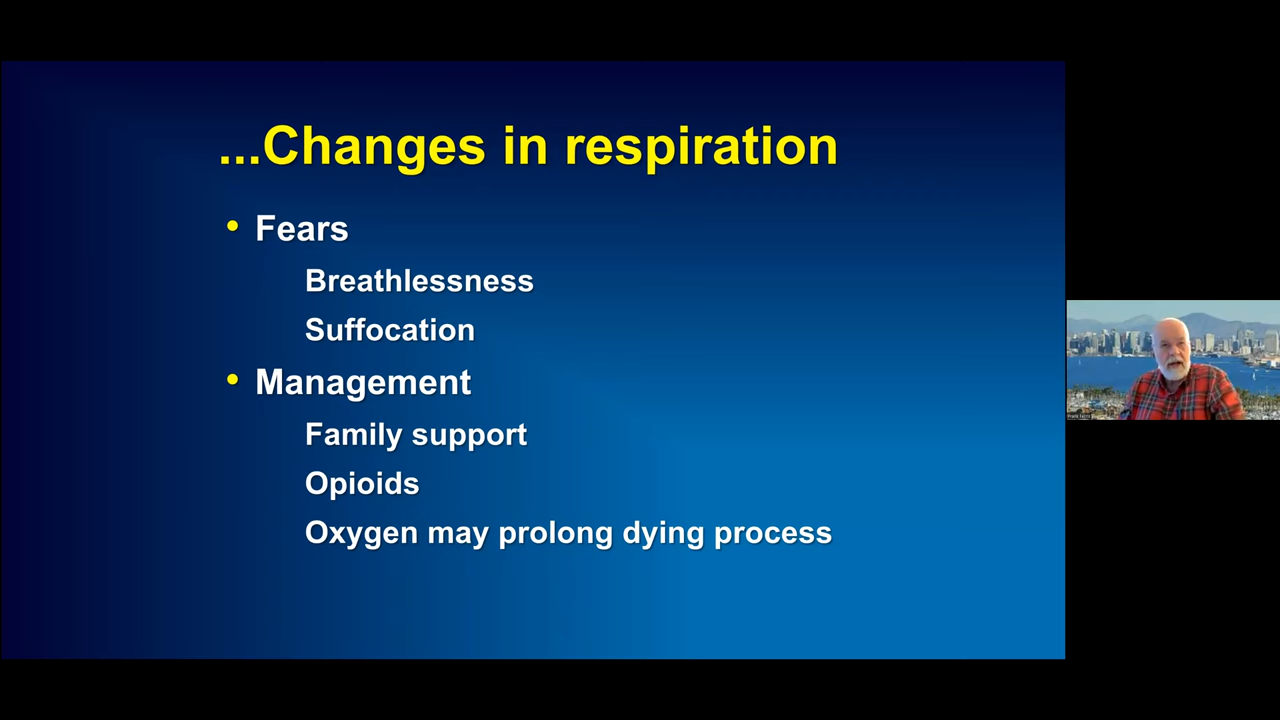 ...Changes in respiration
• Fears
Breathlessness
Suffocation
• Management
Family support
Opioids
Oxygen may prolong dying process